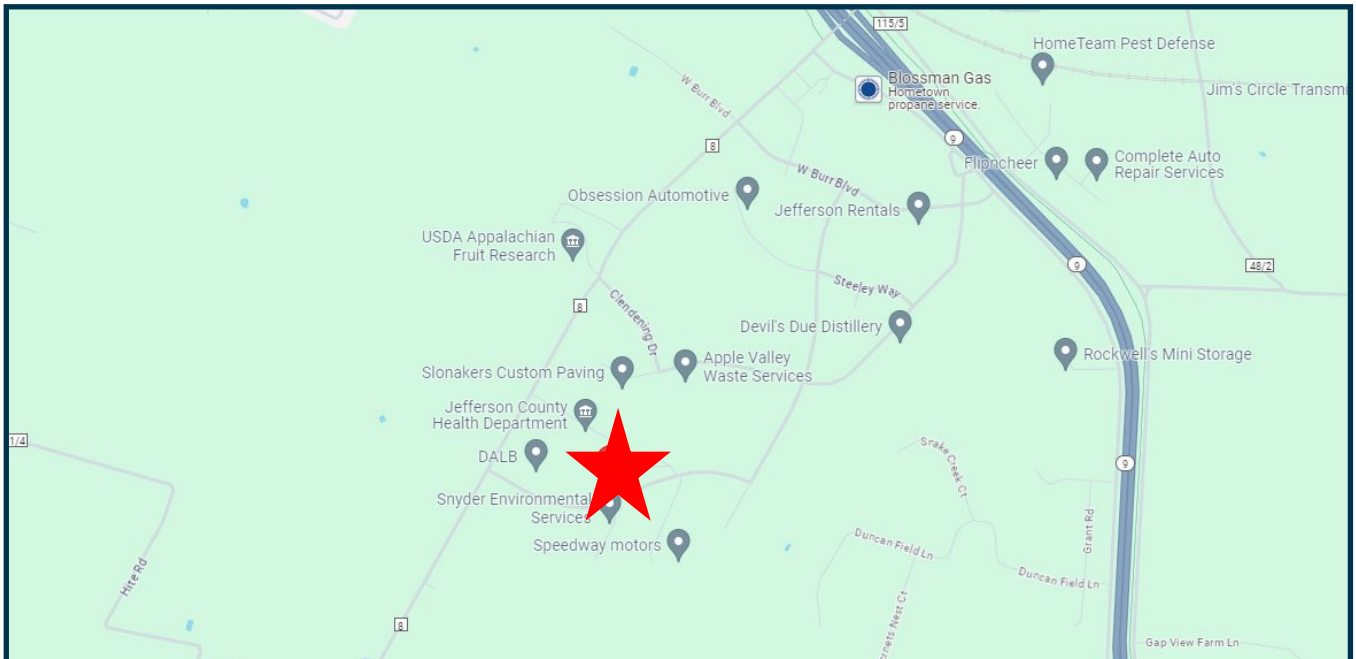 115/5
HomeTeam Pest Defense
Blossman Gas
Hometown
propane service.
Jim's Circle Transmi
W Burr Blvd
9
8
Flipncheer
Complete Auto
Repair Services
W Burr Blvd
Obsession Automotive
Jefferson Rentals
USDA Appalachian
Fruit Research
9
48/2
Steeley Way
8
Clendening Dr
Devil's Due Distillery
Rockwell's Mini Storage
Slonakers Custom Paving
Apple Valley
Waste Services
Jefferson County
Health Department
1/4
DALB
Snake Creek Ct
9
Snyder Environmental
Services
Speedway motors
Grant Rd
Duncan Field Ln
Hite Rd
Duncan Field Ln
8
rnets Nest Ct
Gap View Farm Ln